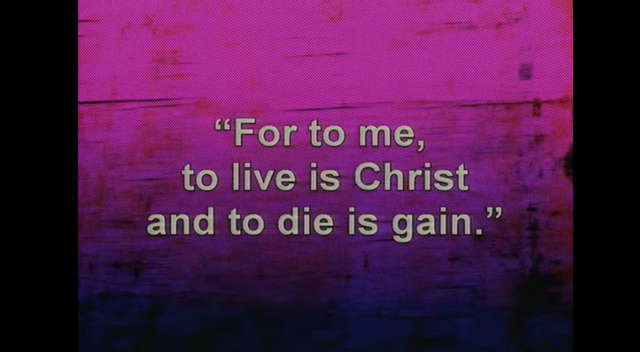 “For to me,
to live is Christ
and to die is gain.”